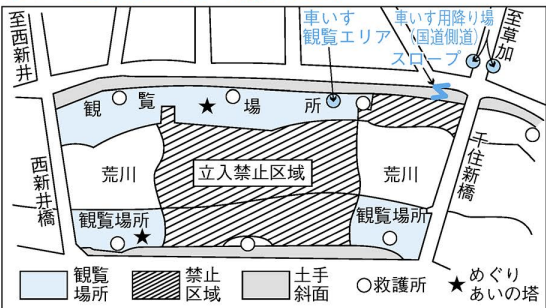 至西新井
車いす
観覧エリア
車いす用降り場
(国道側道)
スロープ
至草加
観覧場所
西新井橋
荒川
立入禁止区域
荒川
千住新橋
観覧場所
観覧場所
観覧
場所
禁止
区域
土手
斜面
救護所
めぐり
あいの塔